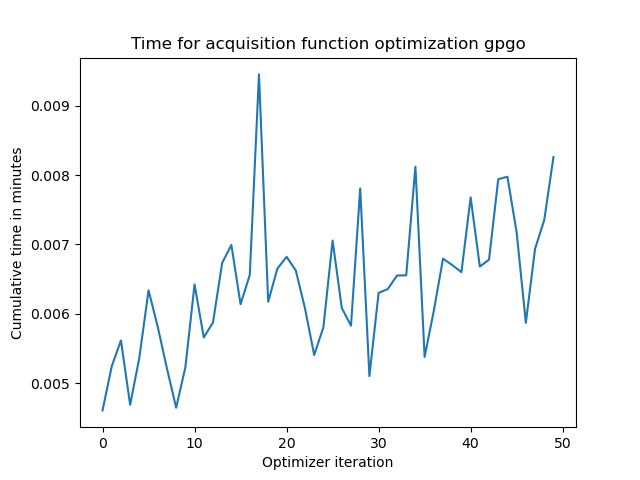 Time for acquisition function optimization gpgo
0.009
0.008
0.007
0.006
0.005
Cumulative time in minutes
0 10 20 30 40 50
Optimizer iteration